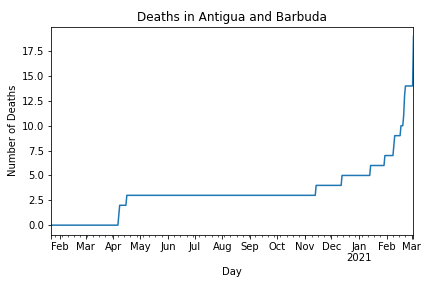 Deaths in Antigua and Barbuda
Number of Deaths
17.5
15.0
12.5
10.0
7.5
5.0
2.5
0.0
Feb Mar Apr May Jun Jul Aug Sep Oct Nov Dec Jan Feb Mar
2021
Day